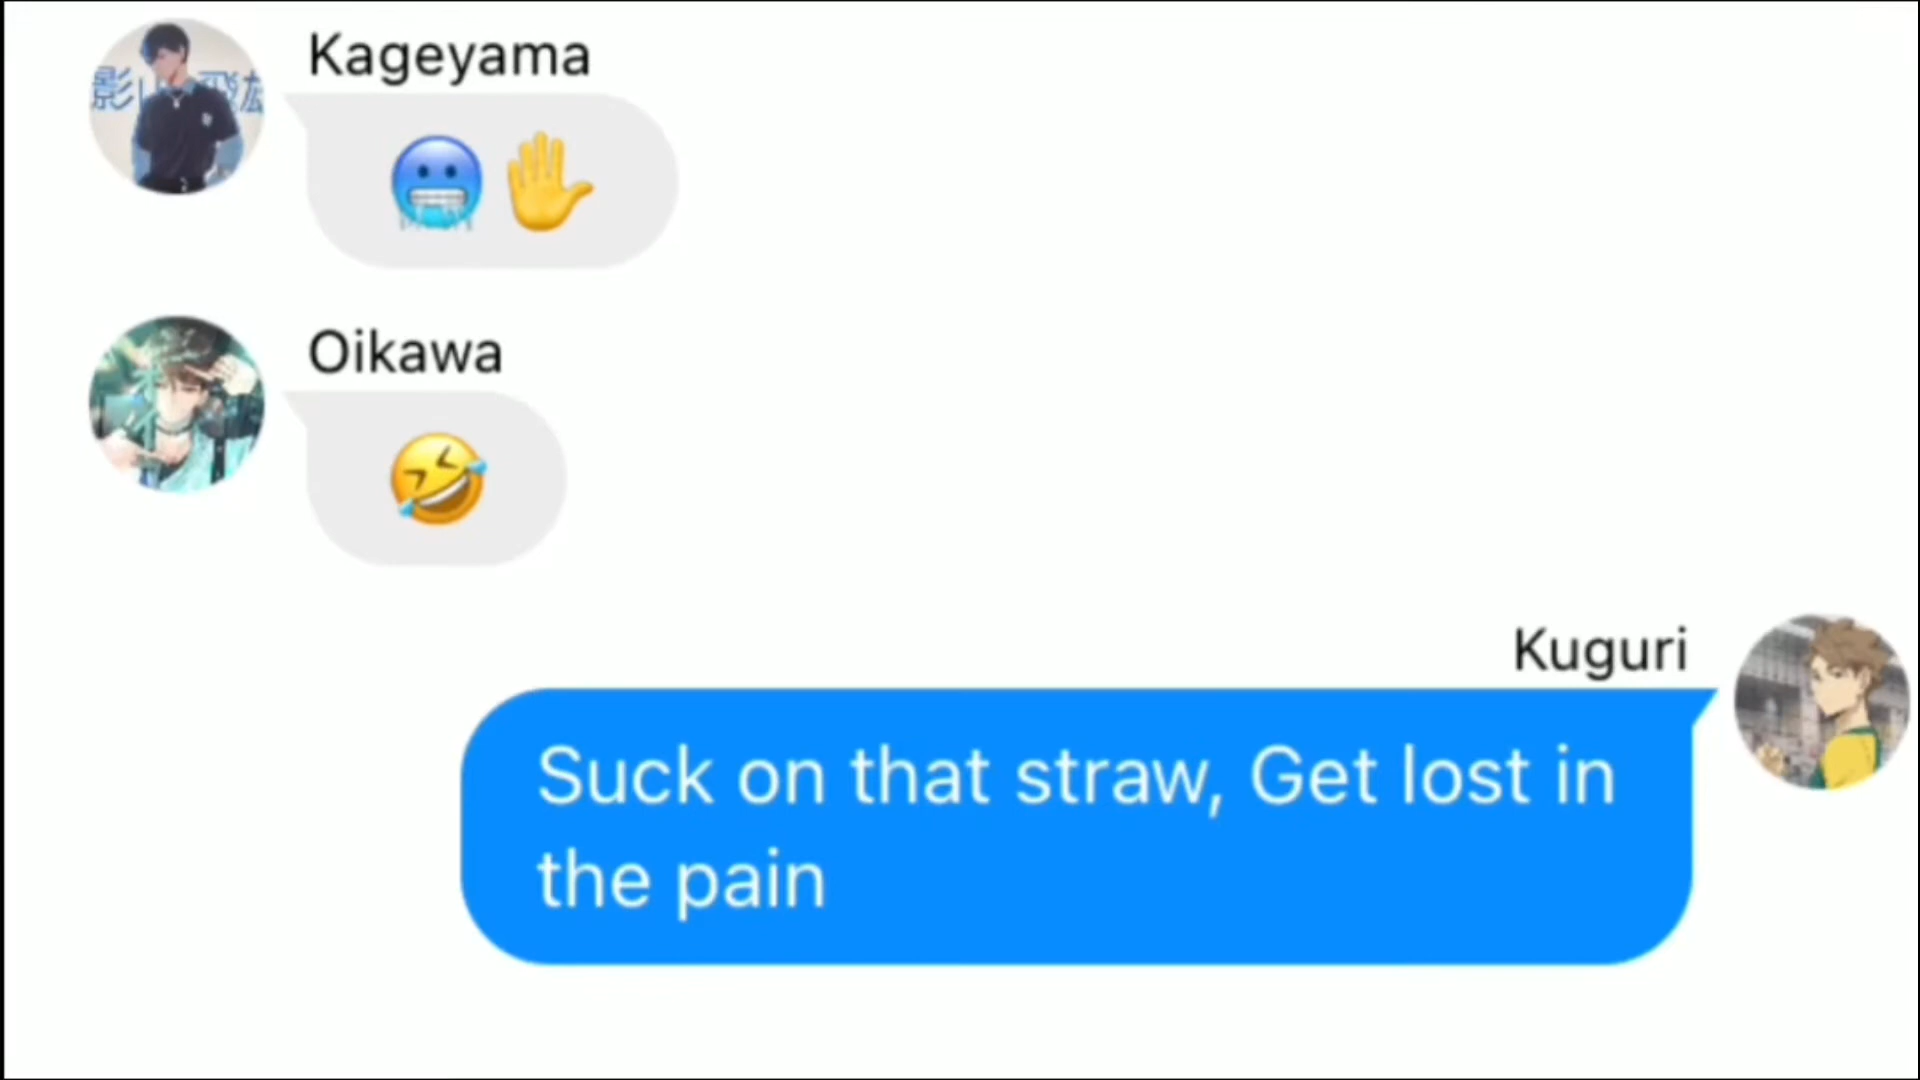 Kageyama
🥶✋
Oikawa
🤣
Kuguri
Suck on that straw, Get lost in
the pain